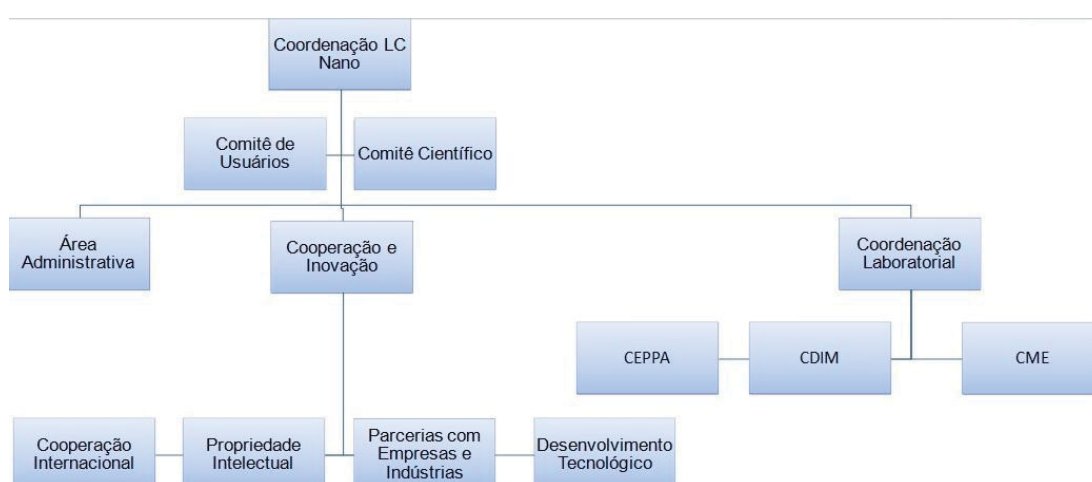 Coordenação LC
Nano
Comitê de
Usuários
Comitê Científico
Área
Administrativa
Cooperação e
Inovação
Coordenação
Laboratorial
CEPPA
CDIM
CME
Cooperação
Internacional
Propriedade
Intelectual
Parcerias com
Empresas e
Indústrias
Desenvolvimento
Tecnológico